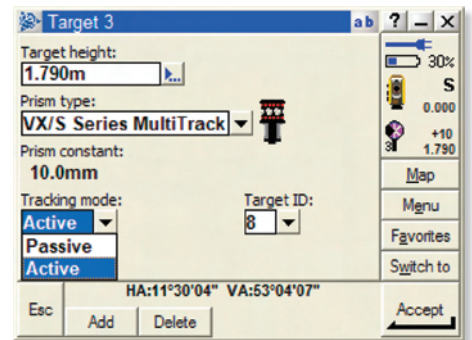 Target 3
ab ? – X
Target height:
1.790m
30%
Prism type:
S
0.000
VX/S Series MultiTrack
Prism constant:
+10
3 1.790
10.0mm
Map
Tracking mode:
Target ID:
Menu
Active
8
Passive
Favorites
Active
Switch to
HA:11°30'04" VA:53°04'07"
Esc
Add
Delete
Accept